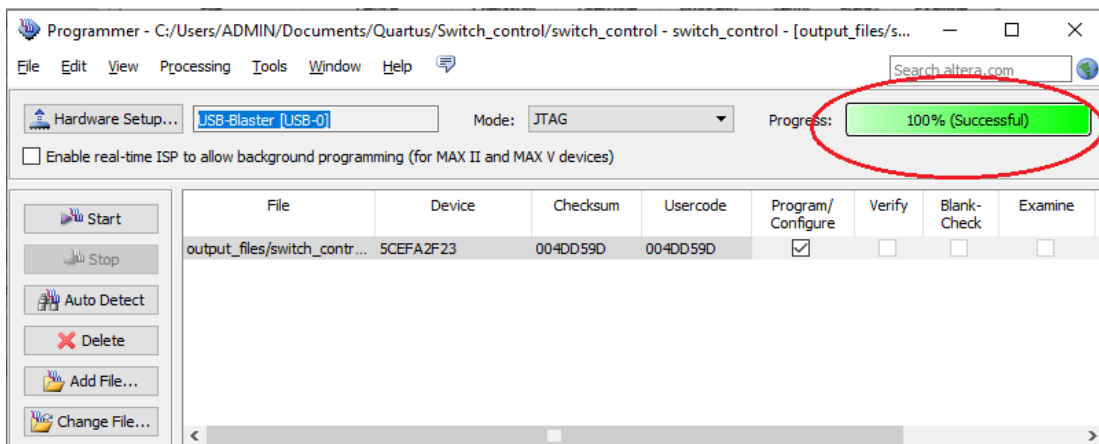 Programmer - C:/Users/ADMIN/Documents/Quartus/Switch_control/switch_control - switch_control - [output_files/s...
File Edit View Processing Tools Window Help
Search altera.com
Hardware Setup... USB-Blaster [USB-0] Mode: JTAG Progress: 100% (Successful)
Enable real-time ISP to allow background programming (for MAX II and MAX V devices)
File Device Checksum Usercode Program/ Verify Blank- Examine
Configure Check
Start
output_files/switch_contr... 5CEFA2F23 004DD59D 004DD59D
Stop
Auto Detect
Delete
Add File...
Change File...